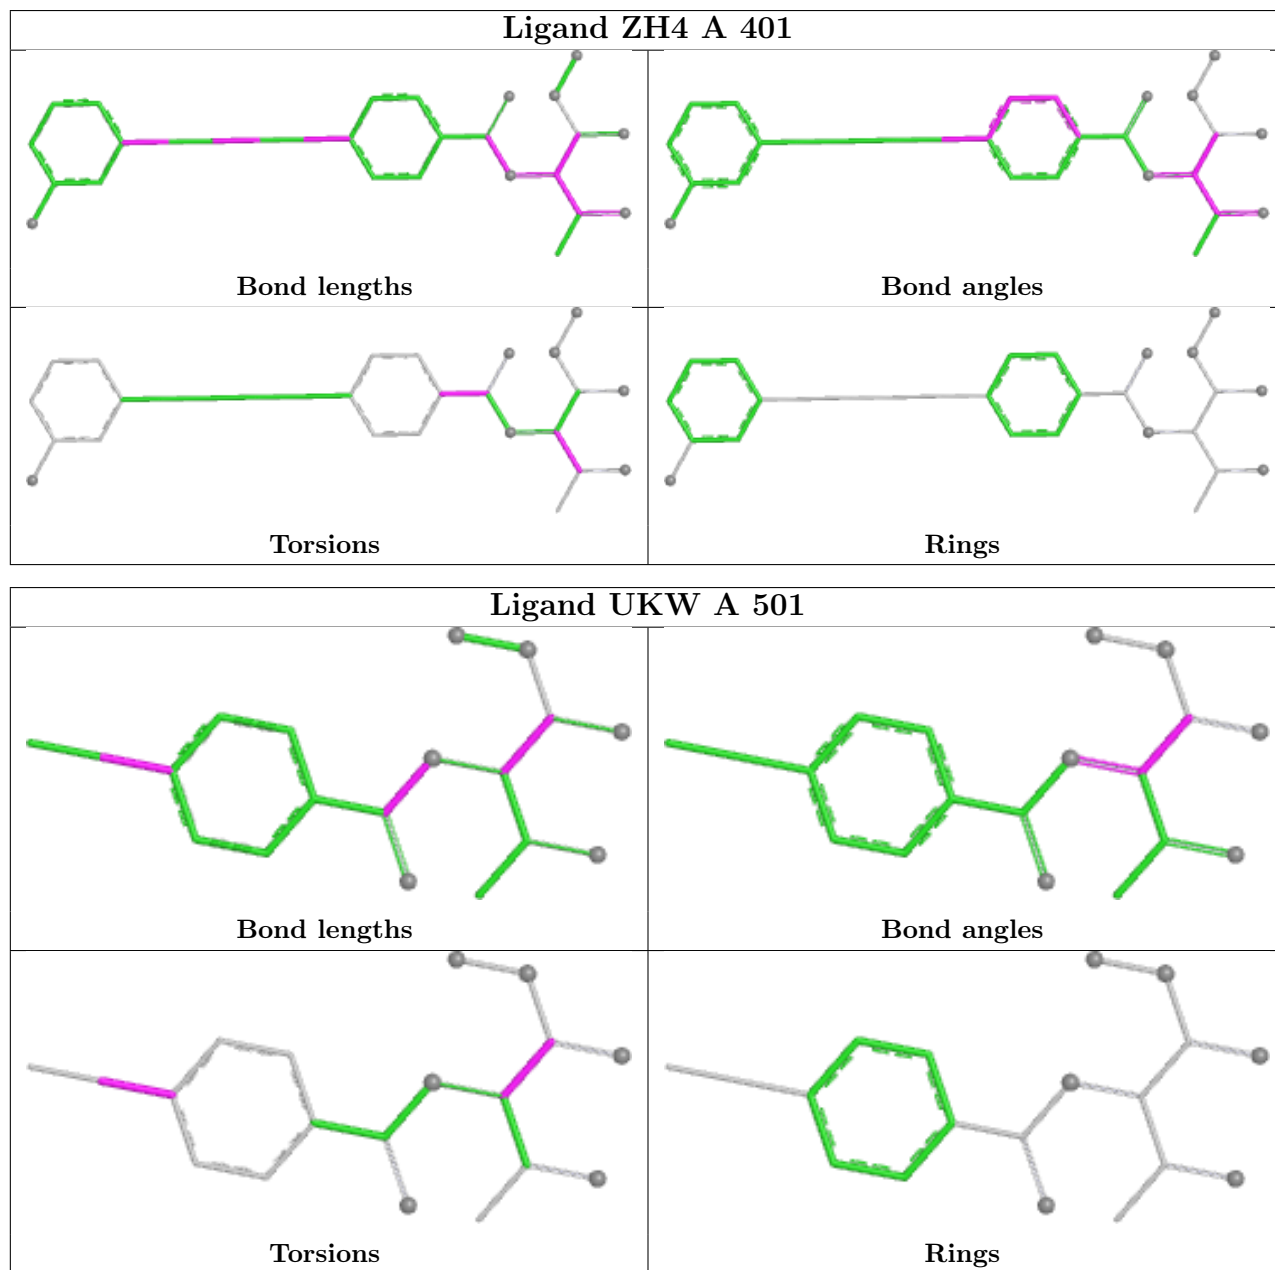 Ligand ZH4 A 401
Bond lengths
Bond angles
Torsions
Rings
Ligand UKW A 501
Bond lengths
Bond angles
Torsions
Rings